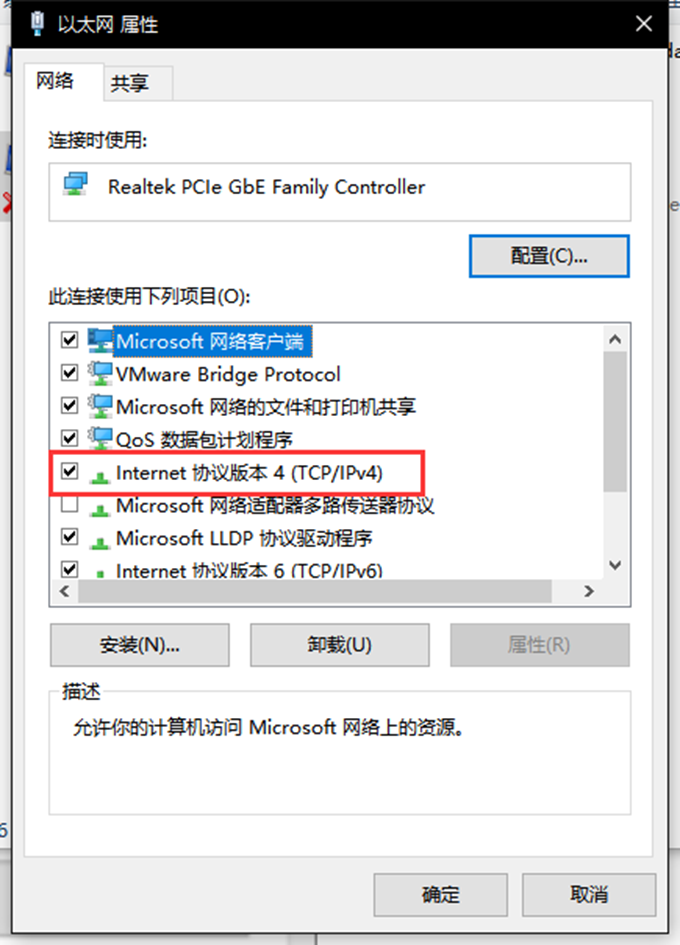 以太网 属性
网络
共享
连接时使用:
Realtek PCIe GbE Family Controller
配置(C)...
此连接使用下列项目(O):
Microsoft 网络客户端
VMware Bridge Protocol
Microsoft 网络的文件和打印机共享
QoS 数据包计划程序
Internet 协议版本 4 (TCP/IPv4)
Microsoft 网络适配器多路传送器协议
Microsoft LLDP 协议驱动程序
Internet 协议版本 6 (TCP/IPv6)
安装(N)...
卸载(U)
属性(R)
描述
允许你的计算机访问 Microsoft 网络上的资源。
确定
取消